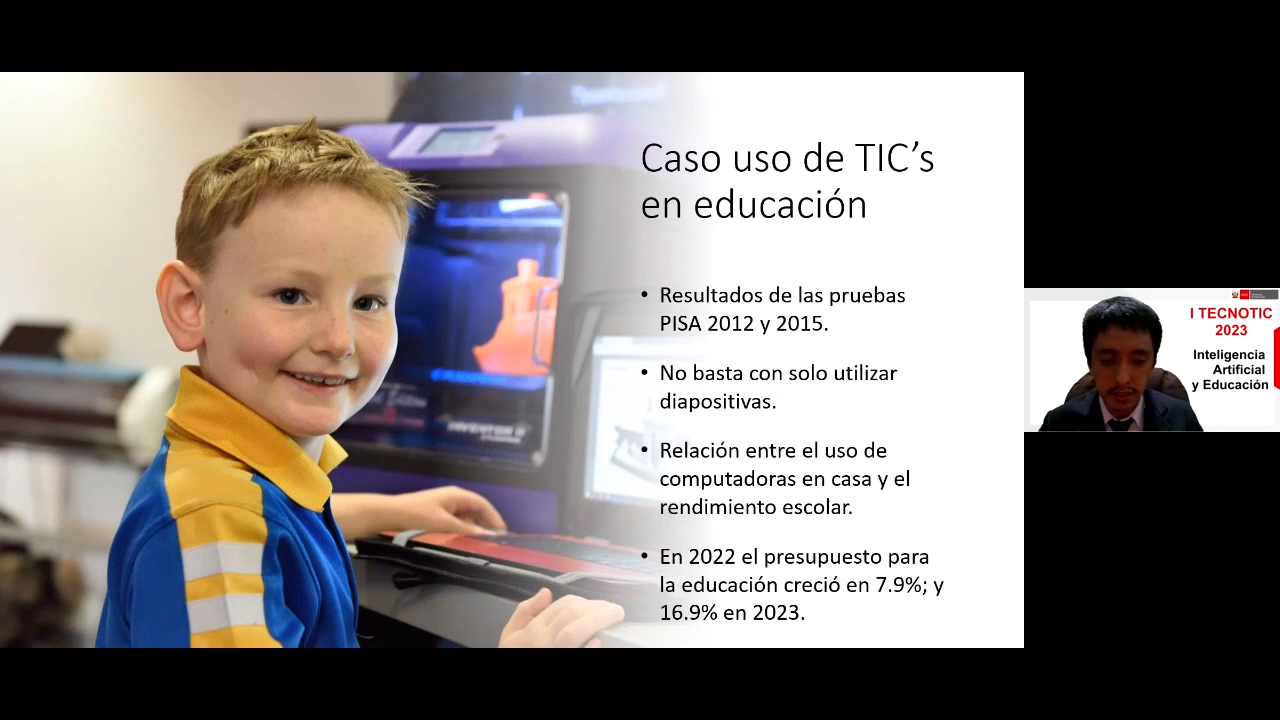 Caso uso de TIC's
en educación
• Resultados de las pruebas
PISA 2012 y 2015.
• No basta con solo utilizar
diapositivas.
• Relación entre el uso de
computadoras en casa y el
rendimiento escolar.
• En 2022 el presupuesto para
la educación creció en 7.9%; y
16.9% en 2023.
I TECNOTIC
2023
Inteligencia
Artificial
y Educación